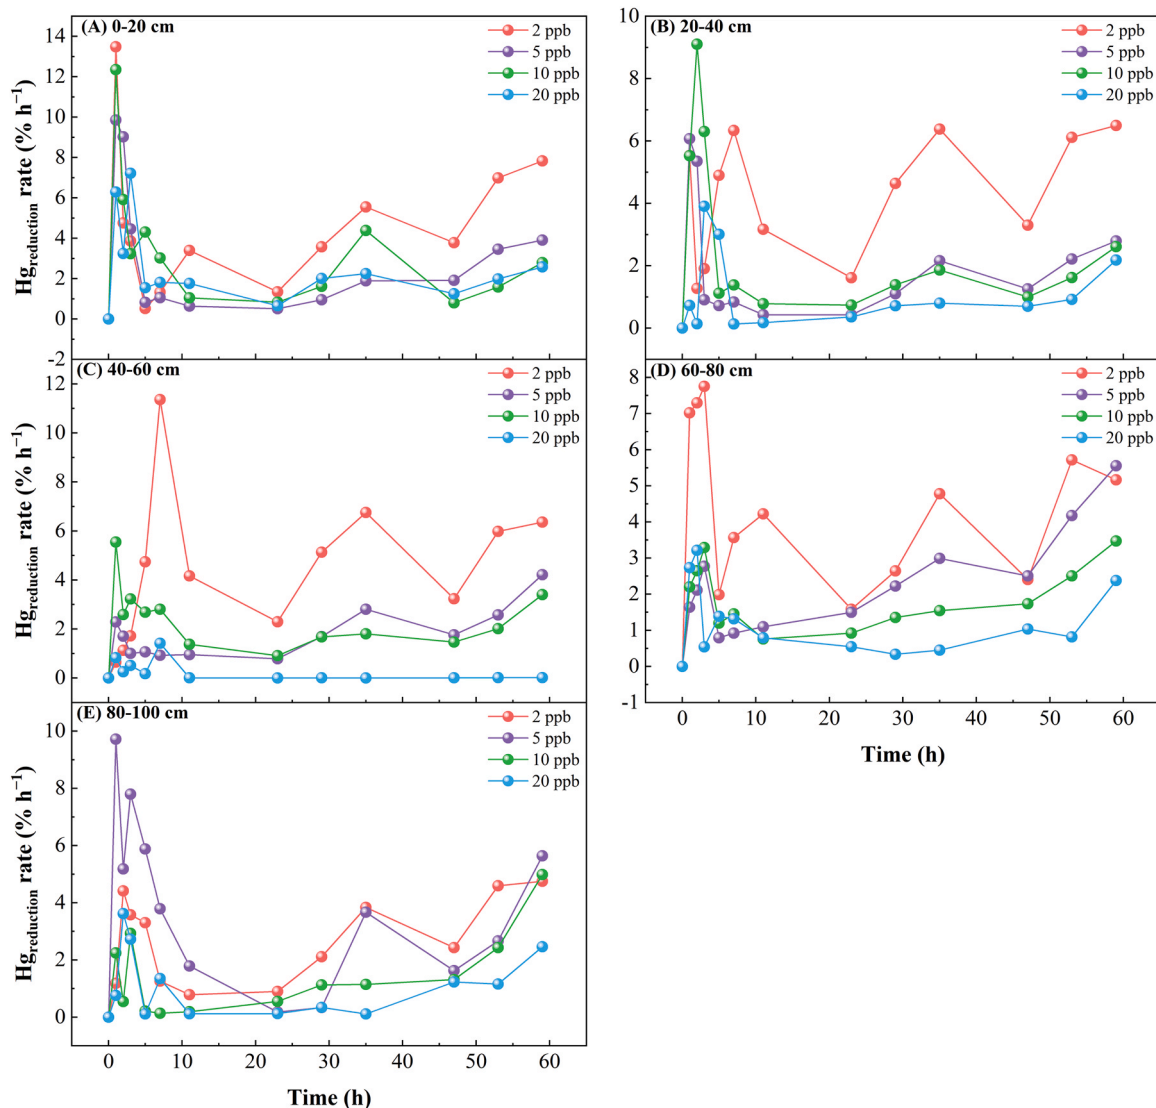 (A) 0-20 cm
2 ppb
5 ppb
10 ppb
20 ppb
Hgreduction rate (% h−1)
14
12
10
8
6
4
2
0
-2
(B) 20-40 cm
2 ppb
5 ppb
10 ppb
20 ppb
10
8
6
4
2
0
(C) 40-60 cm
2 ppb
5 ppb
10 ppb
20 ppb
Hgreduction rate (% h−1)
12
10
8
6
4
2
0
(D) 60-80 cm
2 ppb
5 ppb
10 ppb
20 ppb
8
7
6
5
4
3
2
1
0
-1
0 10 20 30 40 50 60
Time (h)
(E) 80-100 cm
2 ppb
5 ppb
10 ppb
20 ppb
Hgreduction rate (% h−1)
10
8
6
4
2
0
0 10 20 30 40 50 60
Time (h)